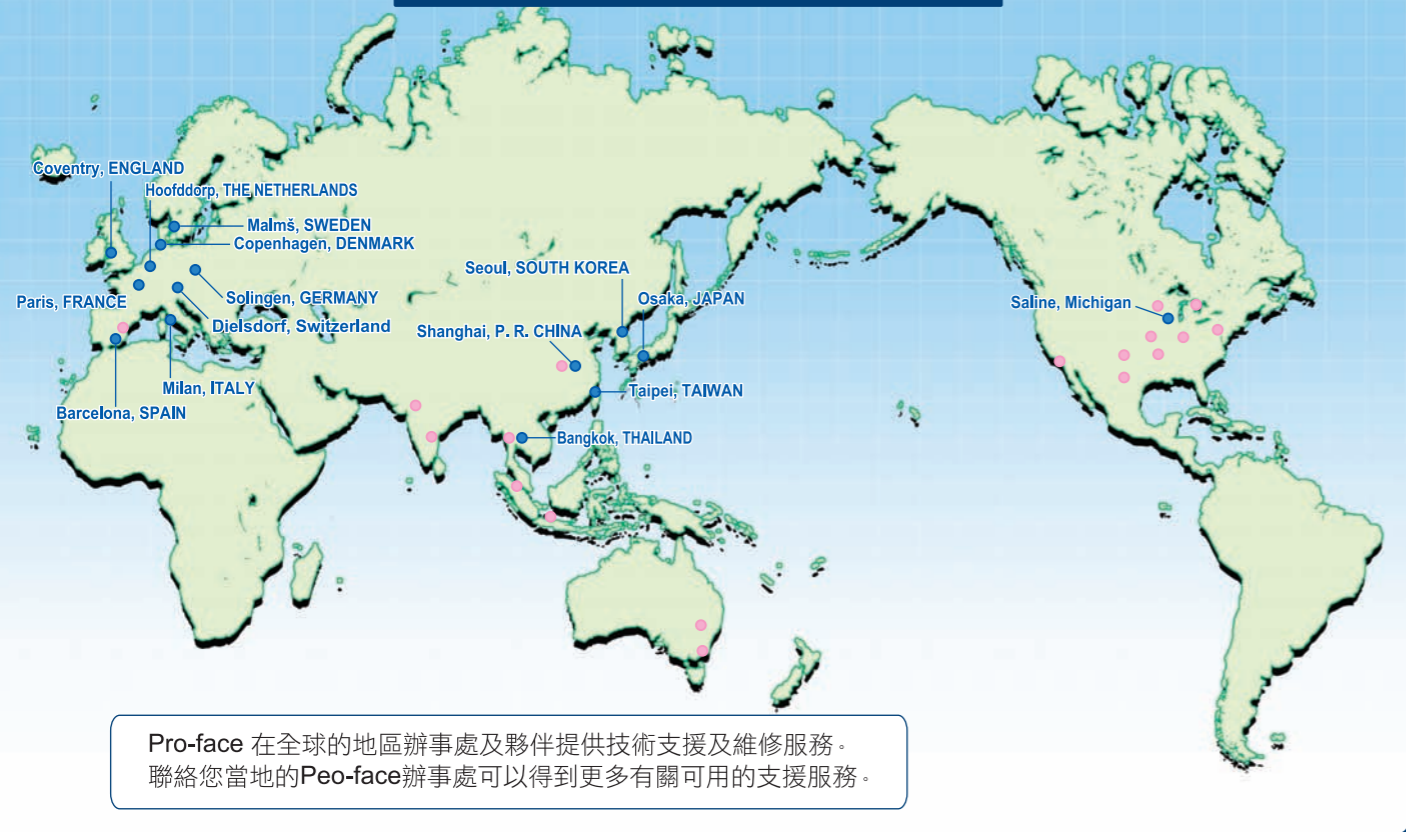 Coventry, ENGLAND
Hoofddorp, THE NETHERLANDS
Malmš, SWEDEN
Copenhagen, DENMARK
Seoul, SOUTH KOREA
Solingen, GERMANY
Osaka, JAPAN
Paris, FRANCE
Saline, Michigan
Dielsdorf, Switzerland
Shanghai, P. R. CHINA
Milan, ITALY
Taipei, TAIWAN
Barcelona, SPAIN
Bangkok, THAILAND
Pro-face 在全球的地區辦事處及夥伴提供技術支援及維修服務。
聯絡您當地的Peo-face辦事處可以得到更多有關可用的支援服務。